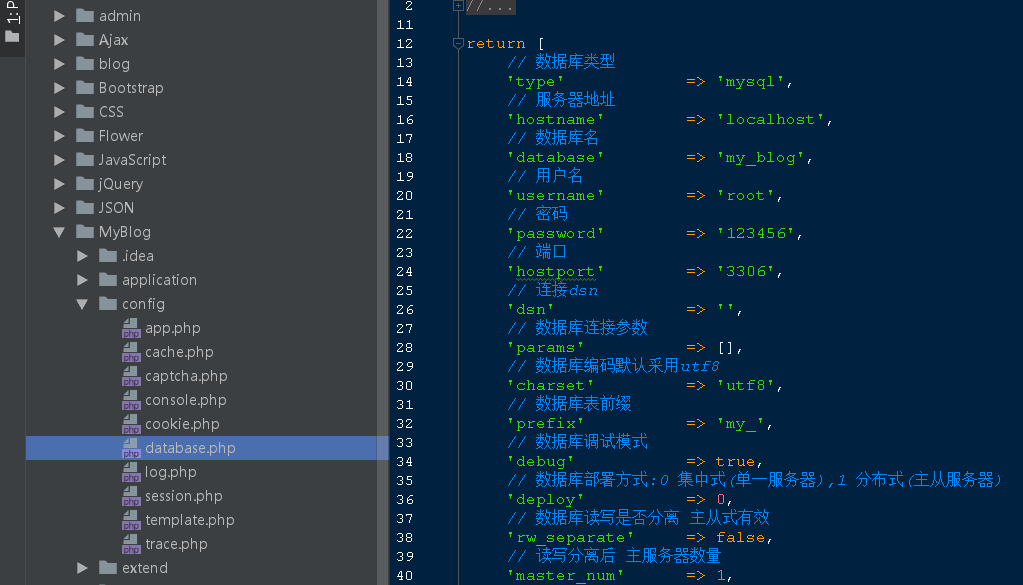 1: P
admin
Ajax
blog
Bootstrap
CSS
Flower
JavaScript
jQuery
JSON
MyBlog
.idea
application
config
app.php
cache.php
captcha.php
console.php
cookie.php
database.php
log.php
session.php
template.php
trace.php
extend
2 //...
11
12 return [
13 // 数据库类型
14 'type' => 'mysql',
15 // 服务器地址
16 'hostname' => 'localhost',
17 // 数据库名
18 'database' => 'my_blog',
19 // 用户名
20 'username' => 'root',
21 // 密码
22 'password' => '123456',
23 // 端口
24 'hostport' => '3306',
25 // 连接dsn
26 'dsn' => '',
27 // 数据库连接参数
28 'params' => [],
29 // 数据库编码默认采用utf8
30 'charset' => 'utf8',
31 // 数据库表前缀
32 'prefix' => 'my_',
33 // 数据库调试模式
34 'debug' => true,
35 // 数据库部署方式:0 集中式(单一服务器),1 分布式(主从服务器)
36 'deploy' => 0,
37 // 数据库读写是否分离 主从式有效
38 'rw_separate' => false,
39 // 读写分离后 主服务器数量
40 'master_num' => 1,